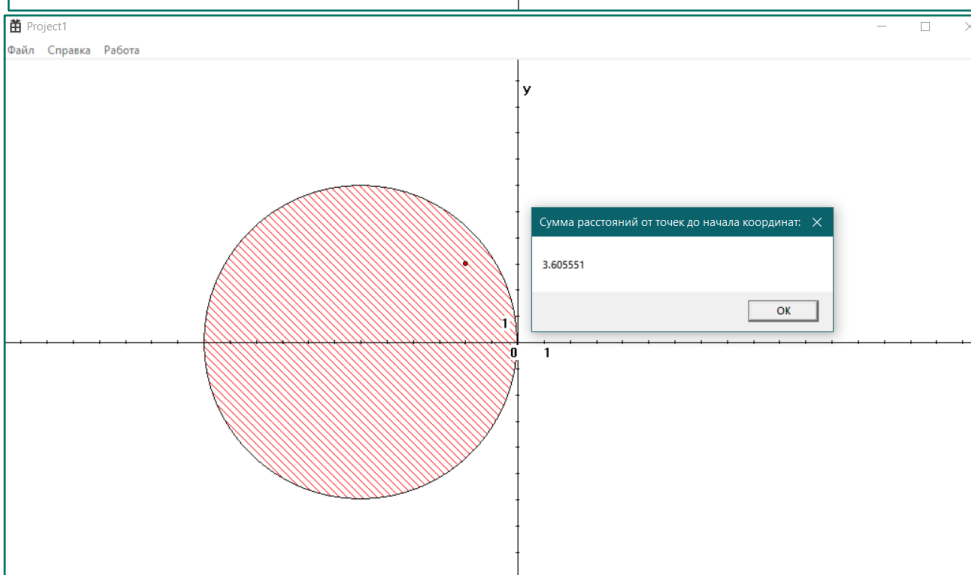 Project1
Файл Справка Работа
y
Сумма расстояний от точек до начала координат:
3.605551
OK
1
0 1